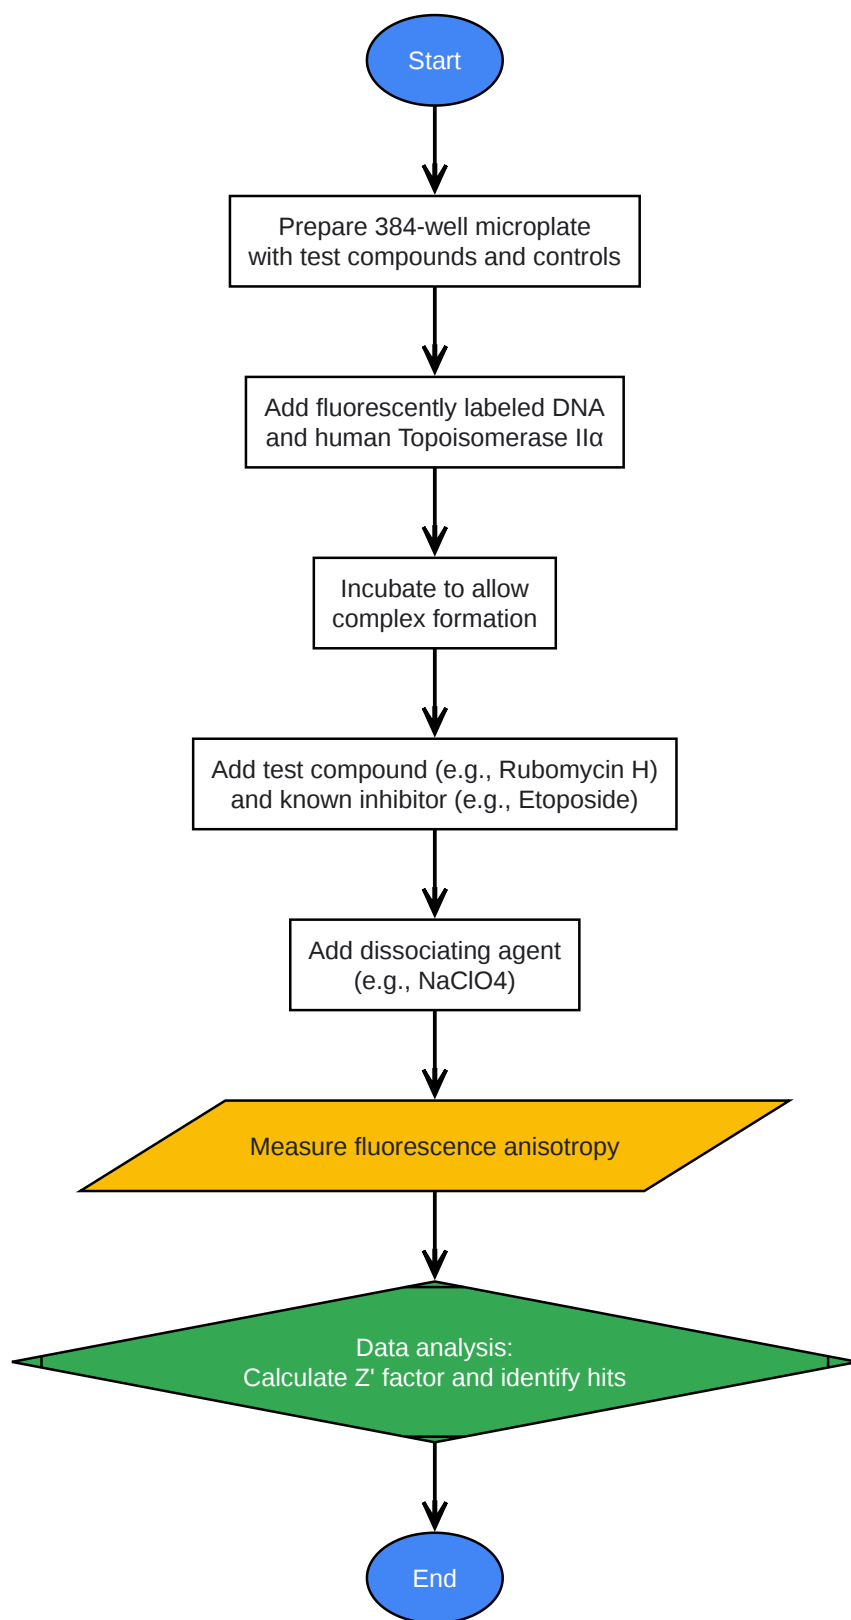 Start
Prepare 384-well microplate
with test compounds and controls
Add fluorescently labeled DNA
and human Topoisomerase IIα
Incubate to allow
complex formation
Add test compound (e.g., Rubomycin H)
and known inhibitor (e.g., Etoposide)
Add dissociating agent
(e.g., NaClO4)
Measure fluorescence anisotropy
Data analysis:
Calculate Z' factor and identify hits
End